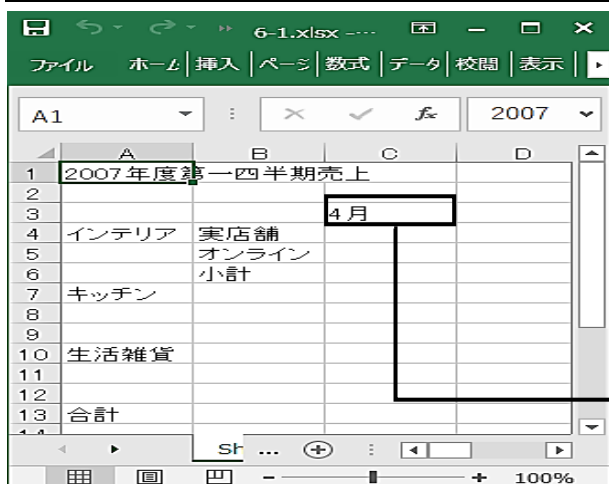 6-1.xlsx - ···
ファイル ホーム 挿入 ページ 数式 データ 校閲 表示
A1 fx 2007
A B C D
1 2007年度第一四半期売上
2
3 4月
4 インテリア 実店舗
5 オンライン
6 小計
7 キッチン
8
9
10 生活雑貨
11
12
13 合計
Sh ...
100%